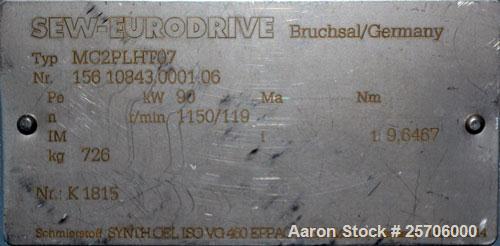 SEW-EURODRIVE Bruchsal/Germany
Typ MC2PLHT07
Nr. 156 10843.0001.06
Pe kW 90 Ma Nm
n r/min 1150/119
IM i 1: 9,6467
kg 726
Nr.: K 1815
Schmierstoff SYNTH.OEL ISO VG 460 EPPAO
Aaron Stock # 25706000